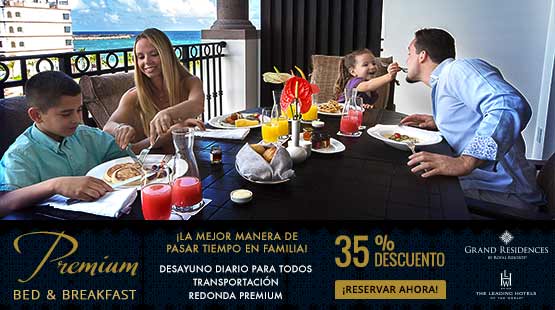 Premium
BED & BREAKFAST
¡LA MEJOR MANERA DE
PASAR TIEMPO EN FAMILIA!
DESAYUNO DIARIO PARA TODOS
TRANSPORTACIÓN
REDONDA PREMIUM
35%
DESCUENTO
¡RESERVAR AHORA!
GRAND RESIDENCES
BY ROYAL RESORTS
THE LEADING HOTELS
OF THE WORLD